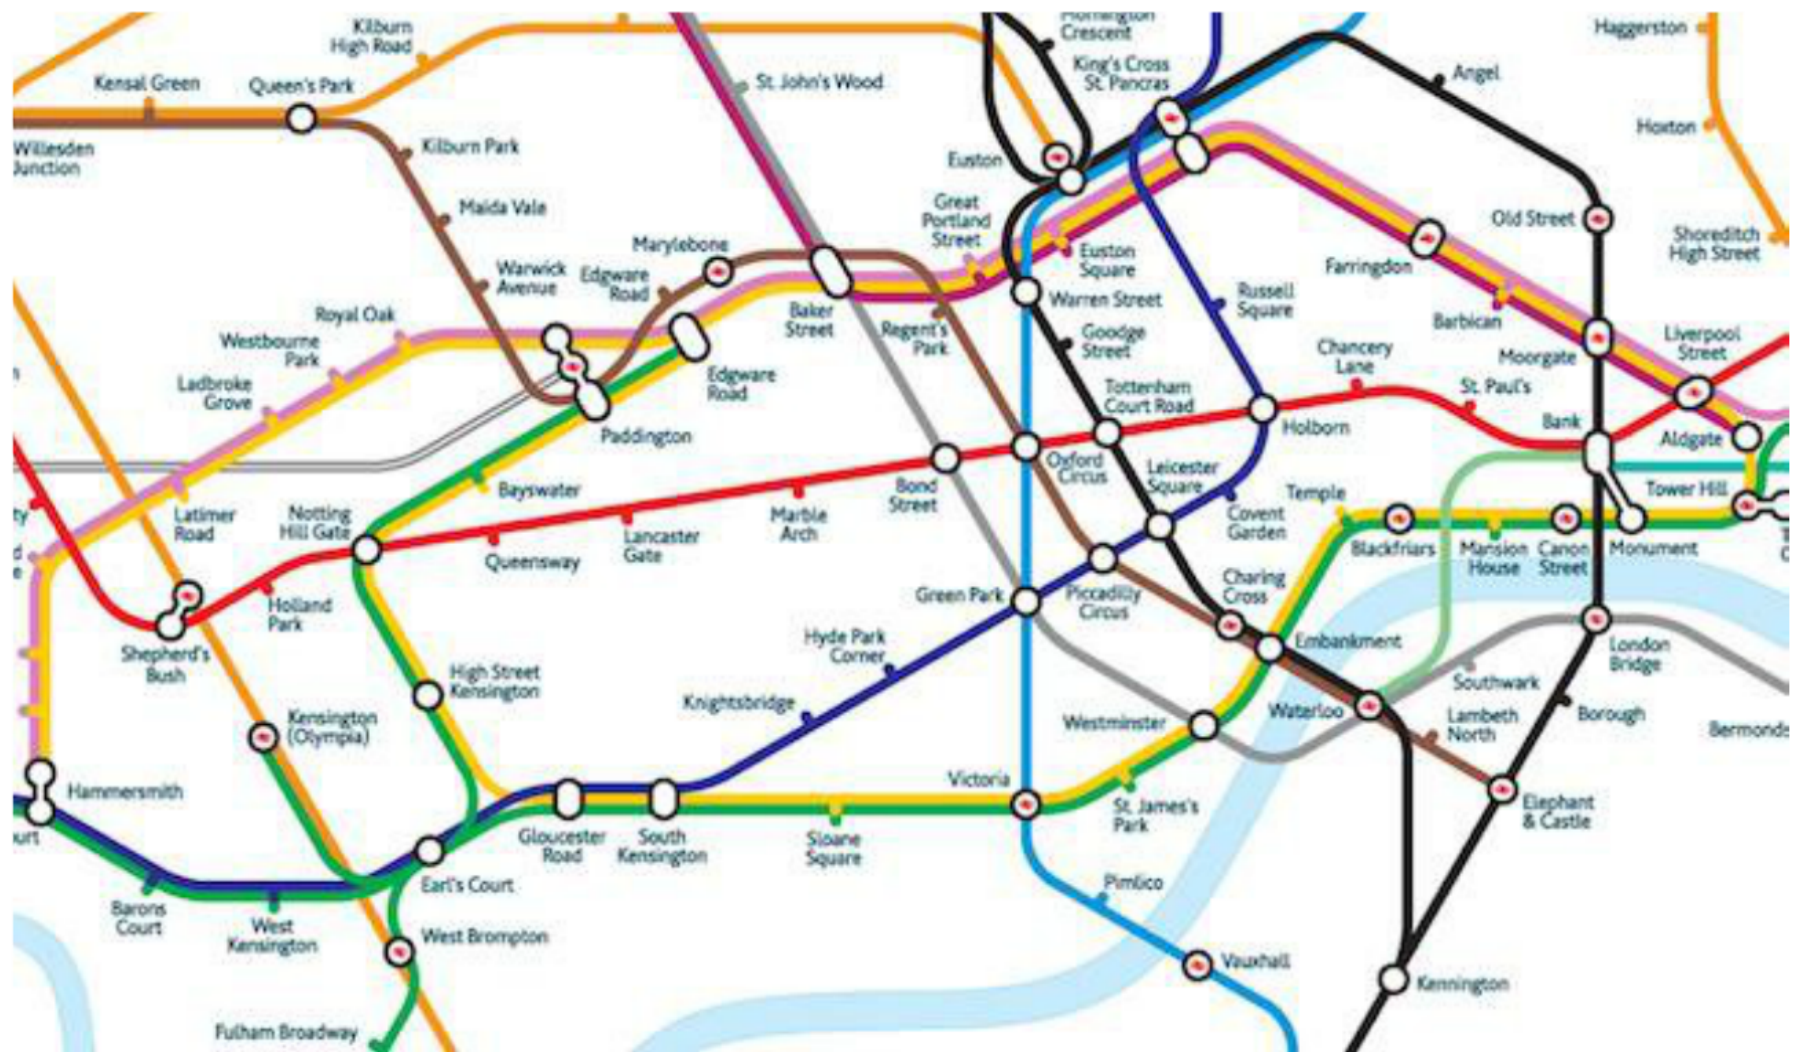 Kilburn
High Road
Kensal Green
Queen's Park
St. John's Wood
Mornington
Crescent
King's Cross
St. Pancras
Angel
Haggerston
Hoxton
Willesden
Junction
Kilburn Park
Euston
Maida Vale
Great
Portland
Street
Old Street
Shoreditch
High Street
Marylebone
Warwick
Avenue
Edgware
Road
Euston
Square
Farringdon
Royal Oak
Westbourne
Park
Baker
Street
Regent's
Park
Warren Street
Russell
Square
Barbican
Goodge
Street
Moorgate
Liverpool
Street
Ladbroke
Grove
Edgware
Road
Chancery
Lane
Tottenham
Court Road
St. Paul's
Paddington
Holborn
Bank
Aldgate
Bayswater
Bond
Street
Oxford
Circus
Leicester
Square
Temple
Tower Hill
Latimer
Road
Notting
Hill Gate
Queensway
Lancaster
Gate
Marble
Arch
Covent
Garden
Blackfriars
Mansion
House
Canon
Street
Monument
Holland
Park
Green Park
Piccadilly
Circus
Charing
Cross
Shepherd's
Bush
Hyde Park
Corner
Embankment
London
Bridge
High Street
Kensington
Southwark
Kensington
(Olympia)
Knightsbridge
Westminster
Waterloo
Lambeth
North
Borough
Bermonds
Hammersmith
Victoria
St. James's
Park
Elephant
& Castle
urt
Gloucester
Road
South
Kensington
Sloane
Square
Earl's Court
Pimlico
Barons
Court
West
Kensington
West Brompton
Vauxhall
Kennington
Fulham Broadway